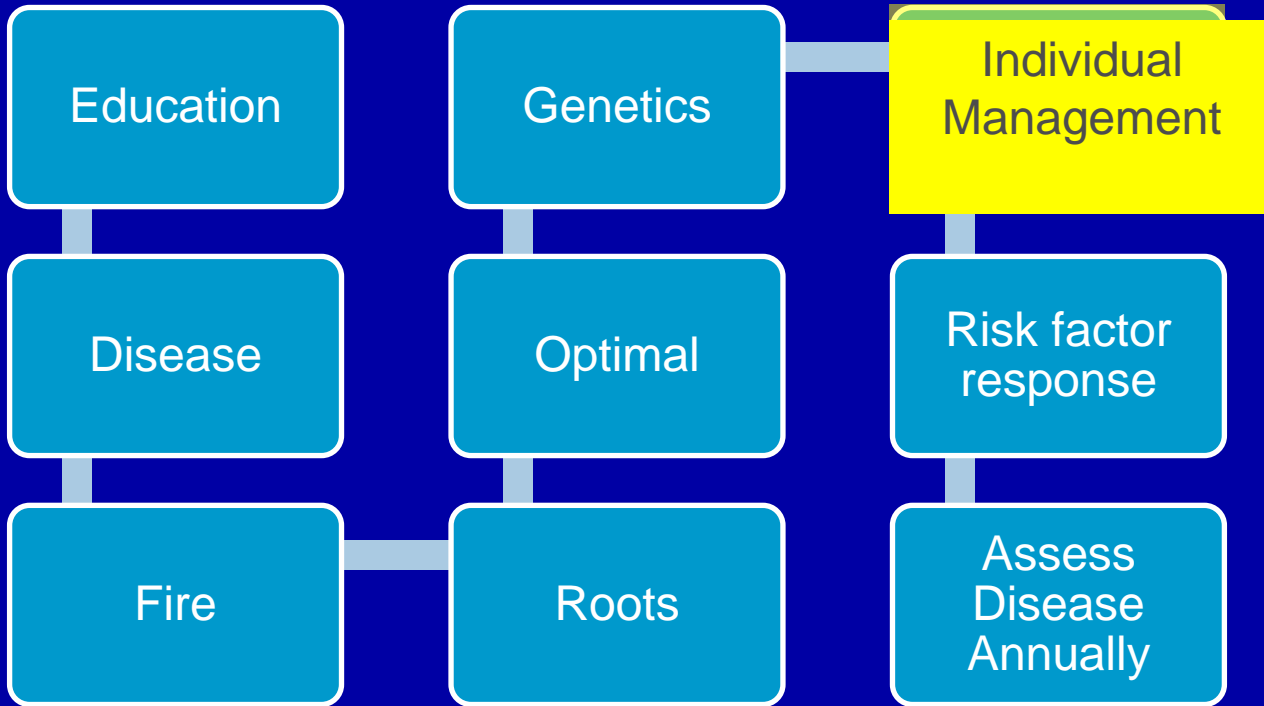 Education
Disease
Fire
Roots
Optimal
Genetics
Individual
Management
Risk factor
response
Assess
Disease
Annually